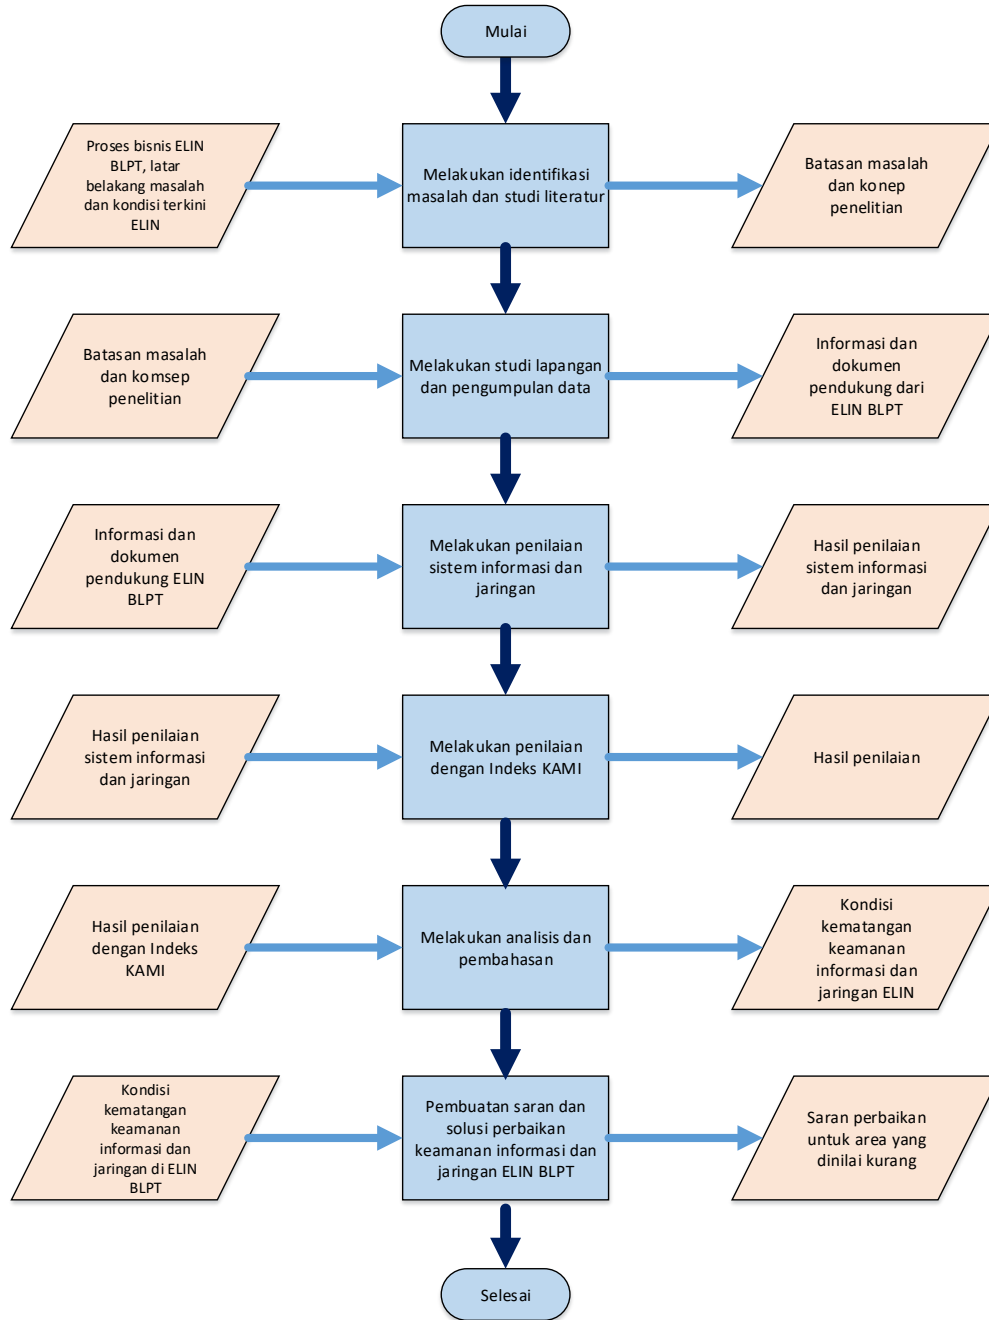 Mulai
Proses bisnis ELIN
BLPT, latar
belakang masalah
dan kondisi terkini
ELIN
Melakukan identifikasi
masalah dan studi literatur
Batasan masalah
dan konep
penelitian
Batasan masalah
dan komsep
penelitian
Melakukan studi lapangan
dan pengumpulan data
Informasi dan
dokumen
pendukung dari
ELIN BLPT
Informasi dan
dokumen
pendukung ELIN
BLPT
Melakukan penilaian
sistem informasi dan
jaringan
Hasil penilaian
sistem informasi
dan jaringan
Hasil penilaian
sistem informasi
dan jaringan
Melakukan penilaian
dengan Indeks KAMI
Hasil penilaian
Hasil penilaian
dengan Indeks
KAMI
Melakukan analisis dan
pembahasan
Kondisi
kematangan
keamanan
informasi dan
jaringan ELIN
Kondisi
kematangan
keamanan
informasi dan
jaringan di ELIN
BLPT
Pembuatan saran dan
solusi perbaikan
keamanan informasi dan
jaringan ELIN BLPT
Saran perbaikan
untuk area yang
dinilai kurang
Selesai